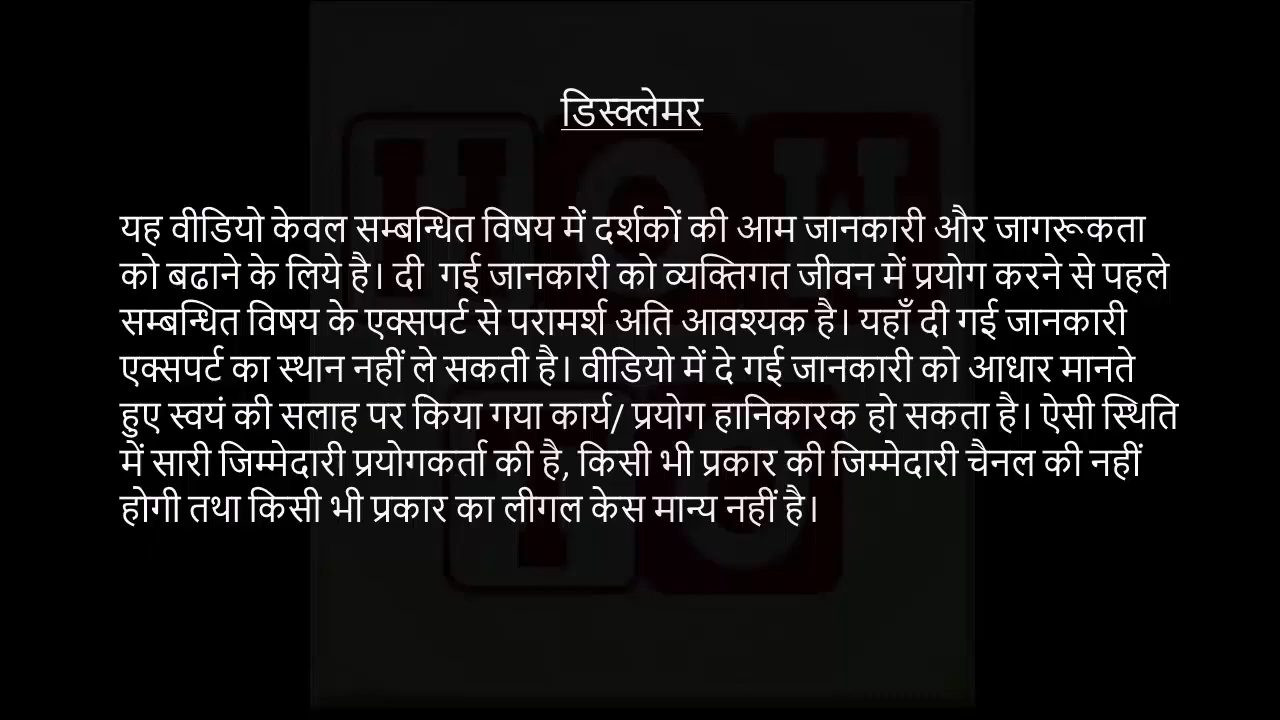 डिस्क्लेमर
यह वीडियो केवल सम्बन्धित विषय में दर्शकों की आम जानकारी और जागरूकता
को बढाने के लिये है। दी गई जानकारी को व्यक्तिगत जीवन में प्रयोग करने से पहले
सम्बन्धित विषय के एक्सपर्ट से परामर्श अति आवश्यक है। यहाँ दी गई जानकारी
एक्सपर्ट का स्थान नहीं ले सकती है। वीडियो में दे गई जानकारी को आधार मानते
हुए स्वयं की सलाह पर किया गया कार्य/ प्रयोग हानिकारक हो सकता है। ऐसी स्थिति
में सारी जिम्मेदारी प्रयोगकर्ता की है, किसी भी प्रकार की जिम्मेदारी चैनल की नहीं
होगी तथा किसी भी प्रकार का लीगल केस मान्य नहीं है।
HOW
TO